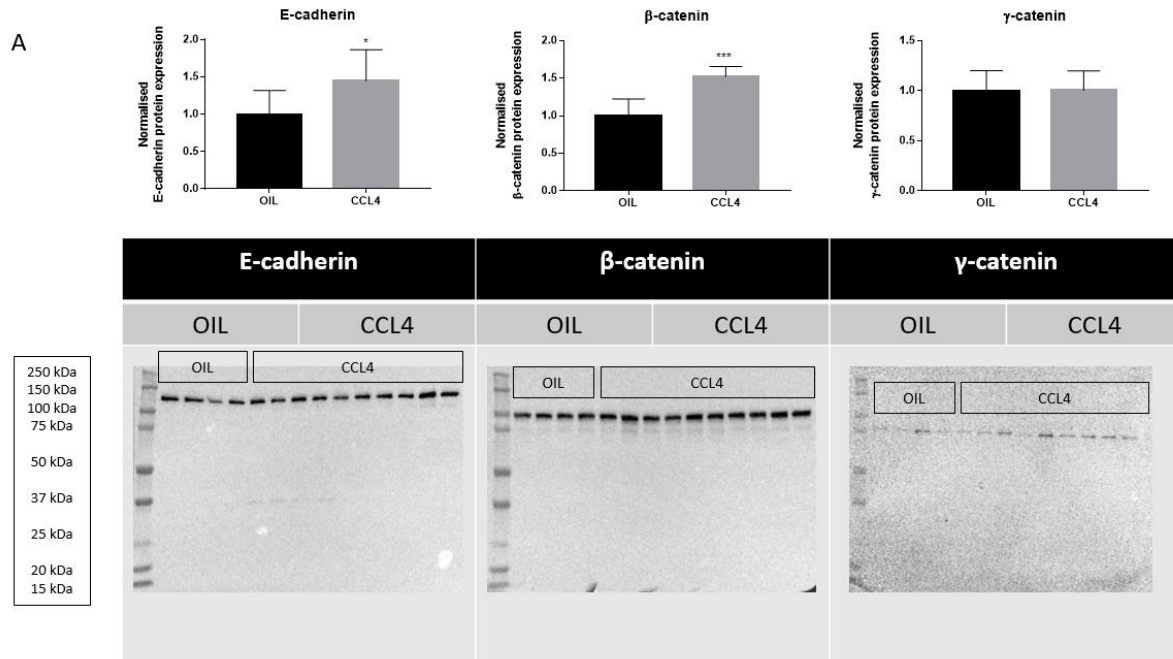 A
E-cadherin
Normalised
E-cadherin protein expression
2.0
1.5
1.0
0.5
0.0
*
OIL
CCL4
β-catenin
Normalised
β-catenin protein expression
2.0
1.5
1.0
0.5
0.0
***
OIL
CCL4
γ-catenin
Normalised
γ-catenin protein expression
1.5
1.0
0.5
0.0
OIL
CCL4
E-cadherin
β-catenin
γ-catenin
OIL
CCL4
OIL
CCL4
OIL
CCL4
250 kDa
150 kDa
100 kDa
75 kDa
50 kDa
37 kDa
25 kDa
20 kDa
15 kDa
OIL
CCL4
OIL
CCL4
OIL
CCL4